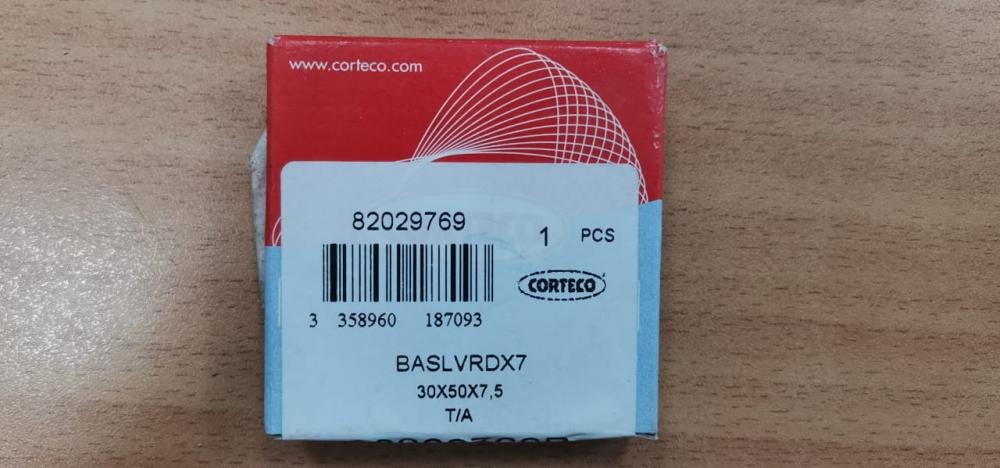 www.corteco.com
82029769
1 PCS
CORTECO
3 358960 187093
BASLVRDX7
30X50X7,5
T/A